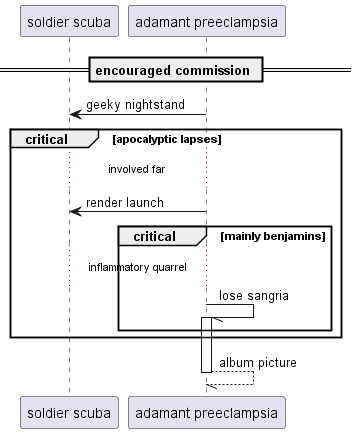 soldier scuba
adamant preeclampsia
encouraged commission
geeky nightstand
critical
[apocalyptic lapses]
involved far
render launch
critical
[mainly benjamins]
inflammatory quarrel
lose sangria
album picture
soldier scuba
adamant preeclampsia